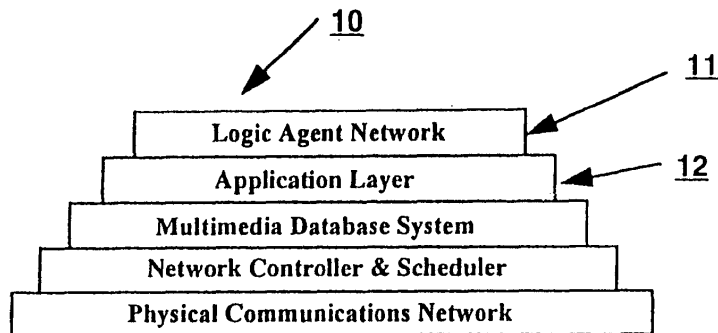 10
11
Logic Agent Network
Application Layer
12
Multimedia Database System
Network Controller & Scheduler
Physical Communications Network